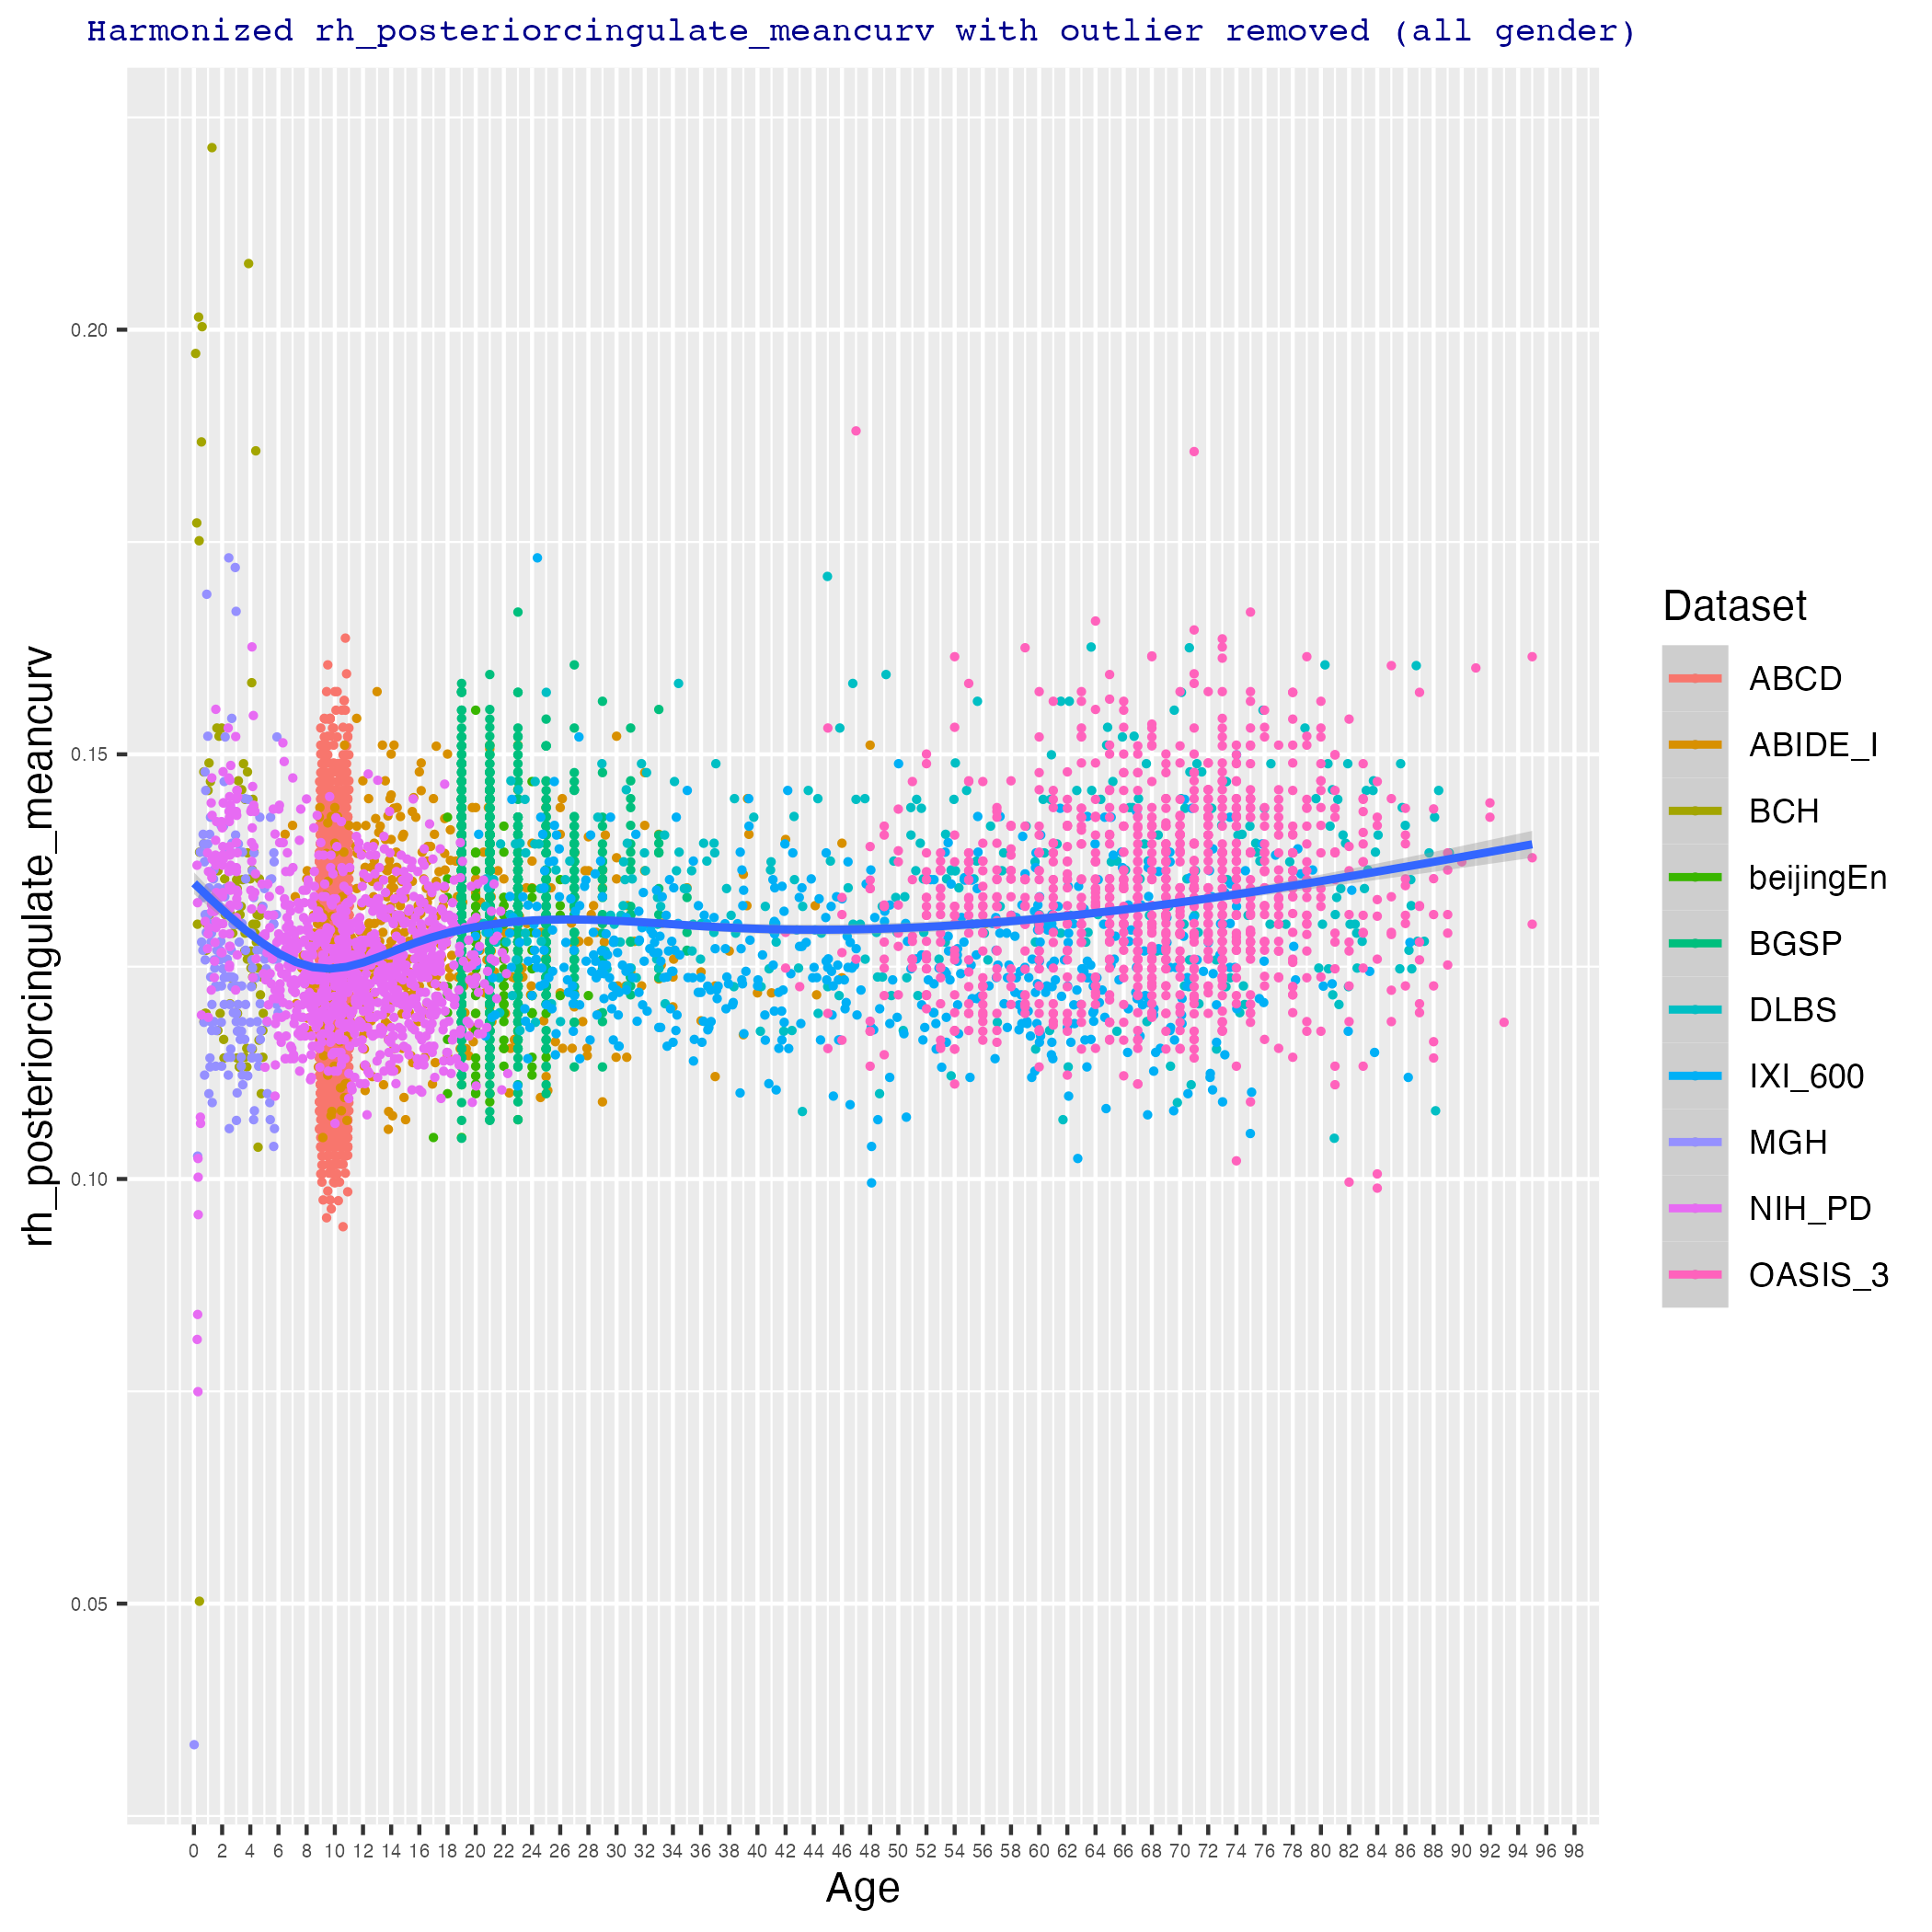 Harmonized rh_posteriorcingulate_meancurv with outlier removed (all gender)
rh_posteriorcingulate_meancurv
0.20
0.15
0.10
0.05
0 2 4 6 8 10 12 14 16 18 20 22 24 26 28 30 32 34 36 38 40 42 44 46 48 50 52 54 56 58 60 62 64 66 68 70 72 74 76 78 80 82 84 86 88 90 92 94 96 98
Age
Dataset
ABCD
ABIDE_I
BCH
beijingEn
BGSP
DLBS
IXI_600
MGH
NIH_PD
OASIS_3